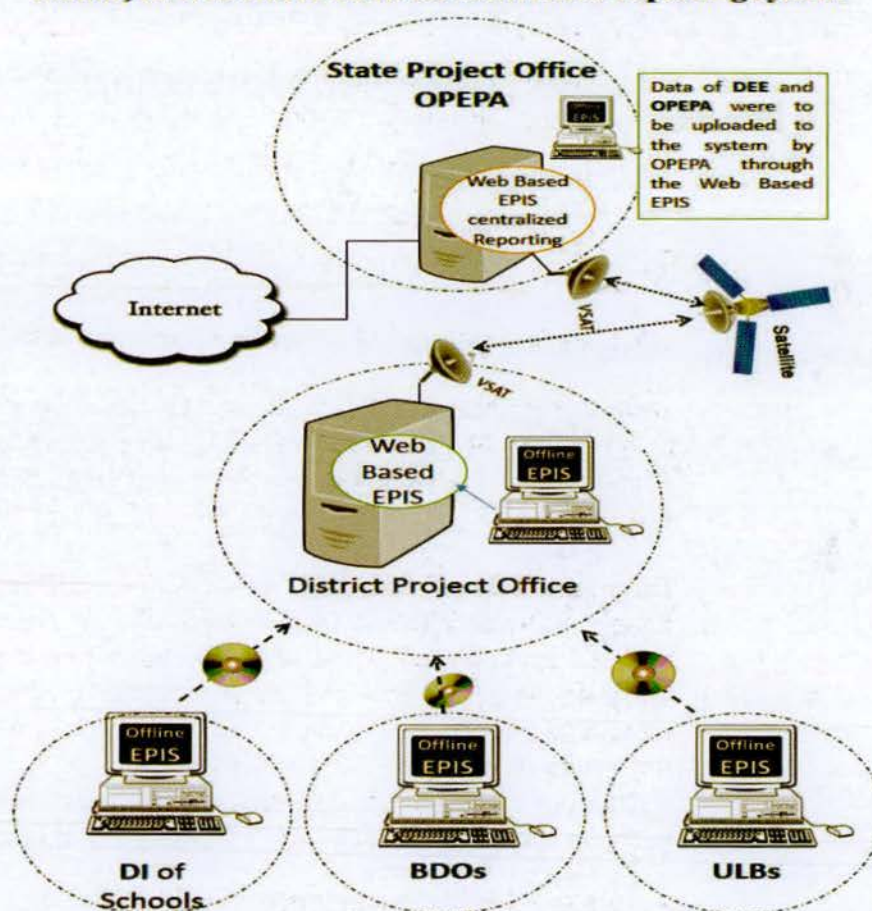 State Project Office
OPEPA
EPIS
Data of DEE and
OPEPA were to
be uploaded to
the system by
OPEPA through
the Web Based
EPIS
Web Based
EPIS
centralized
Reporting
Internet
VSAT
Satellite
VSAT
Web
Based
EPIS
Offline
EPIS
District Project Office
Offline
EPIS
Offline
EPIS
Offline
EPIS
DI of
Schools
BDOs
ULBs